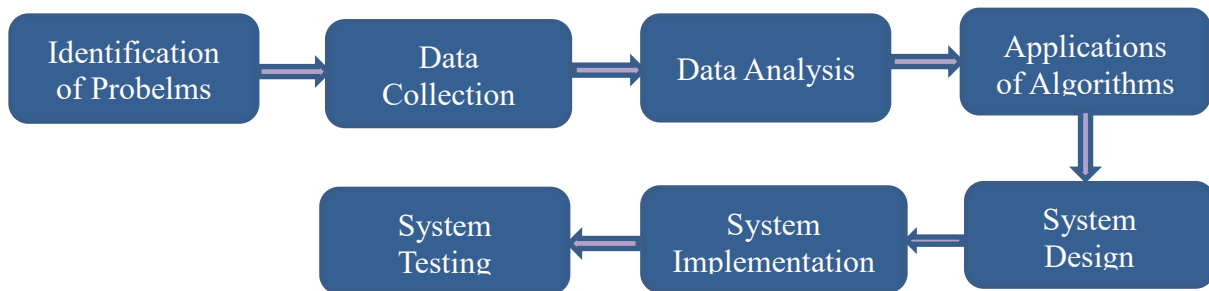 Identification
of Probelms
Data
Collection
Data Analysis
Applications
of Algorithms
System
Design
System
Implementation
System
Testing